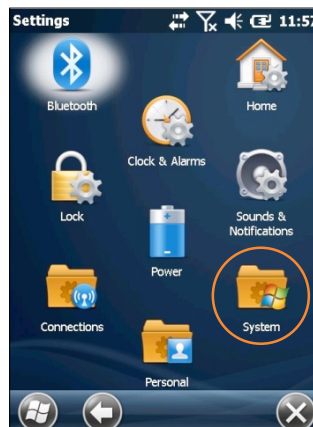 Settings 11:57
Bluetooth
Home
Clock & Alarms
Lock
Sounds &
Notifications
Power
Connections
System
Personal